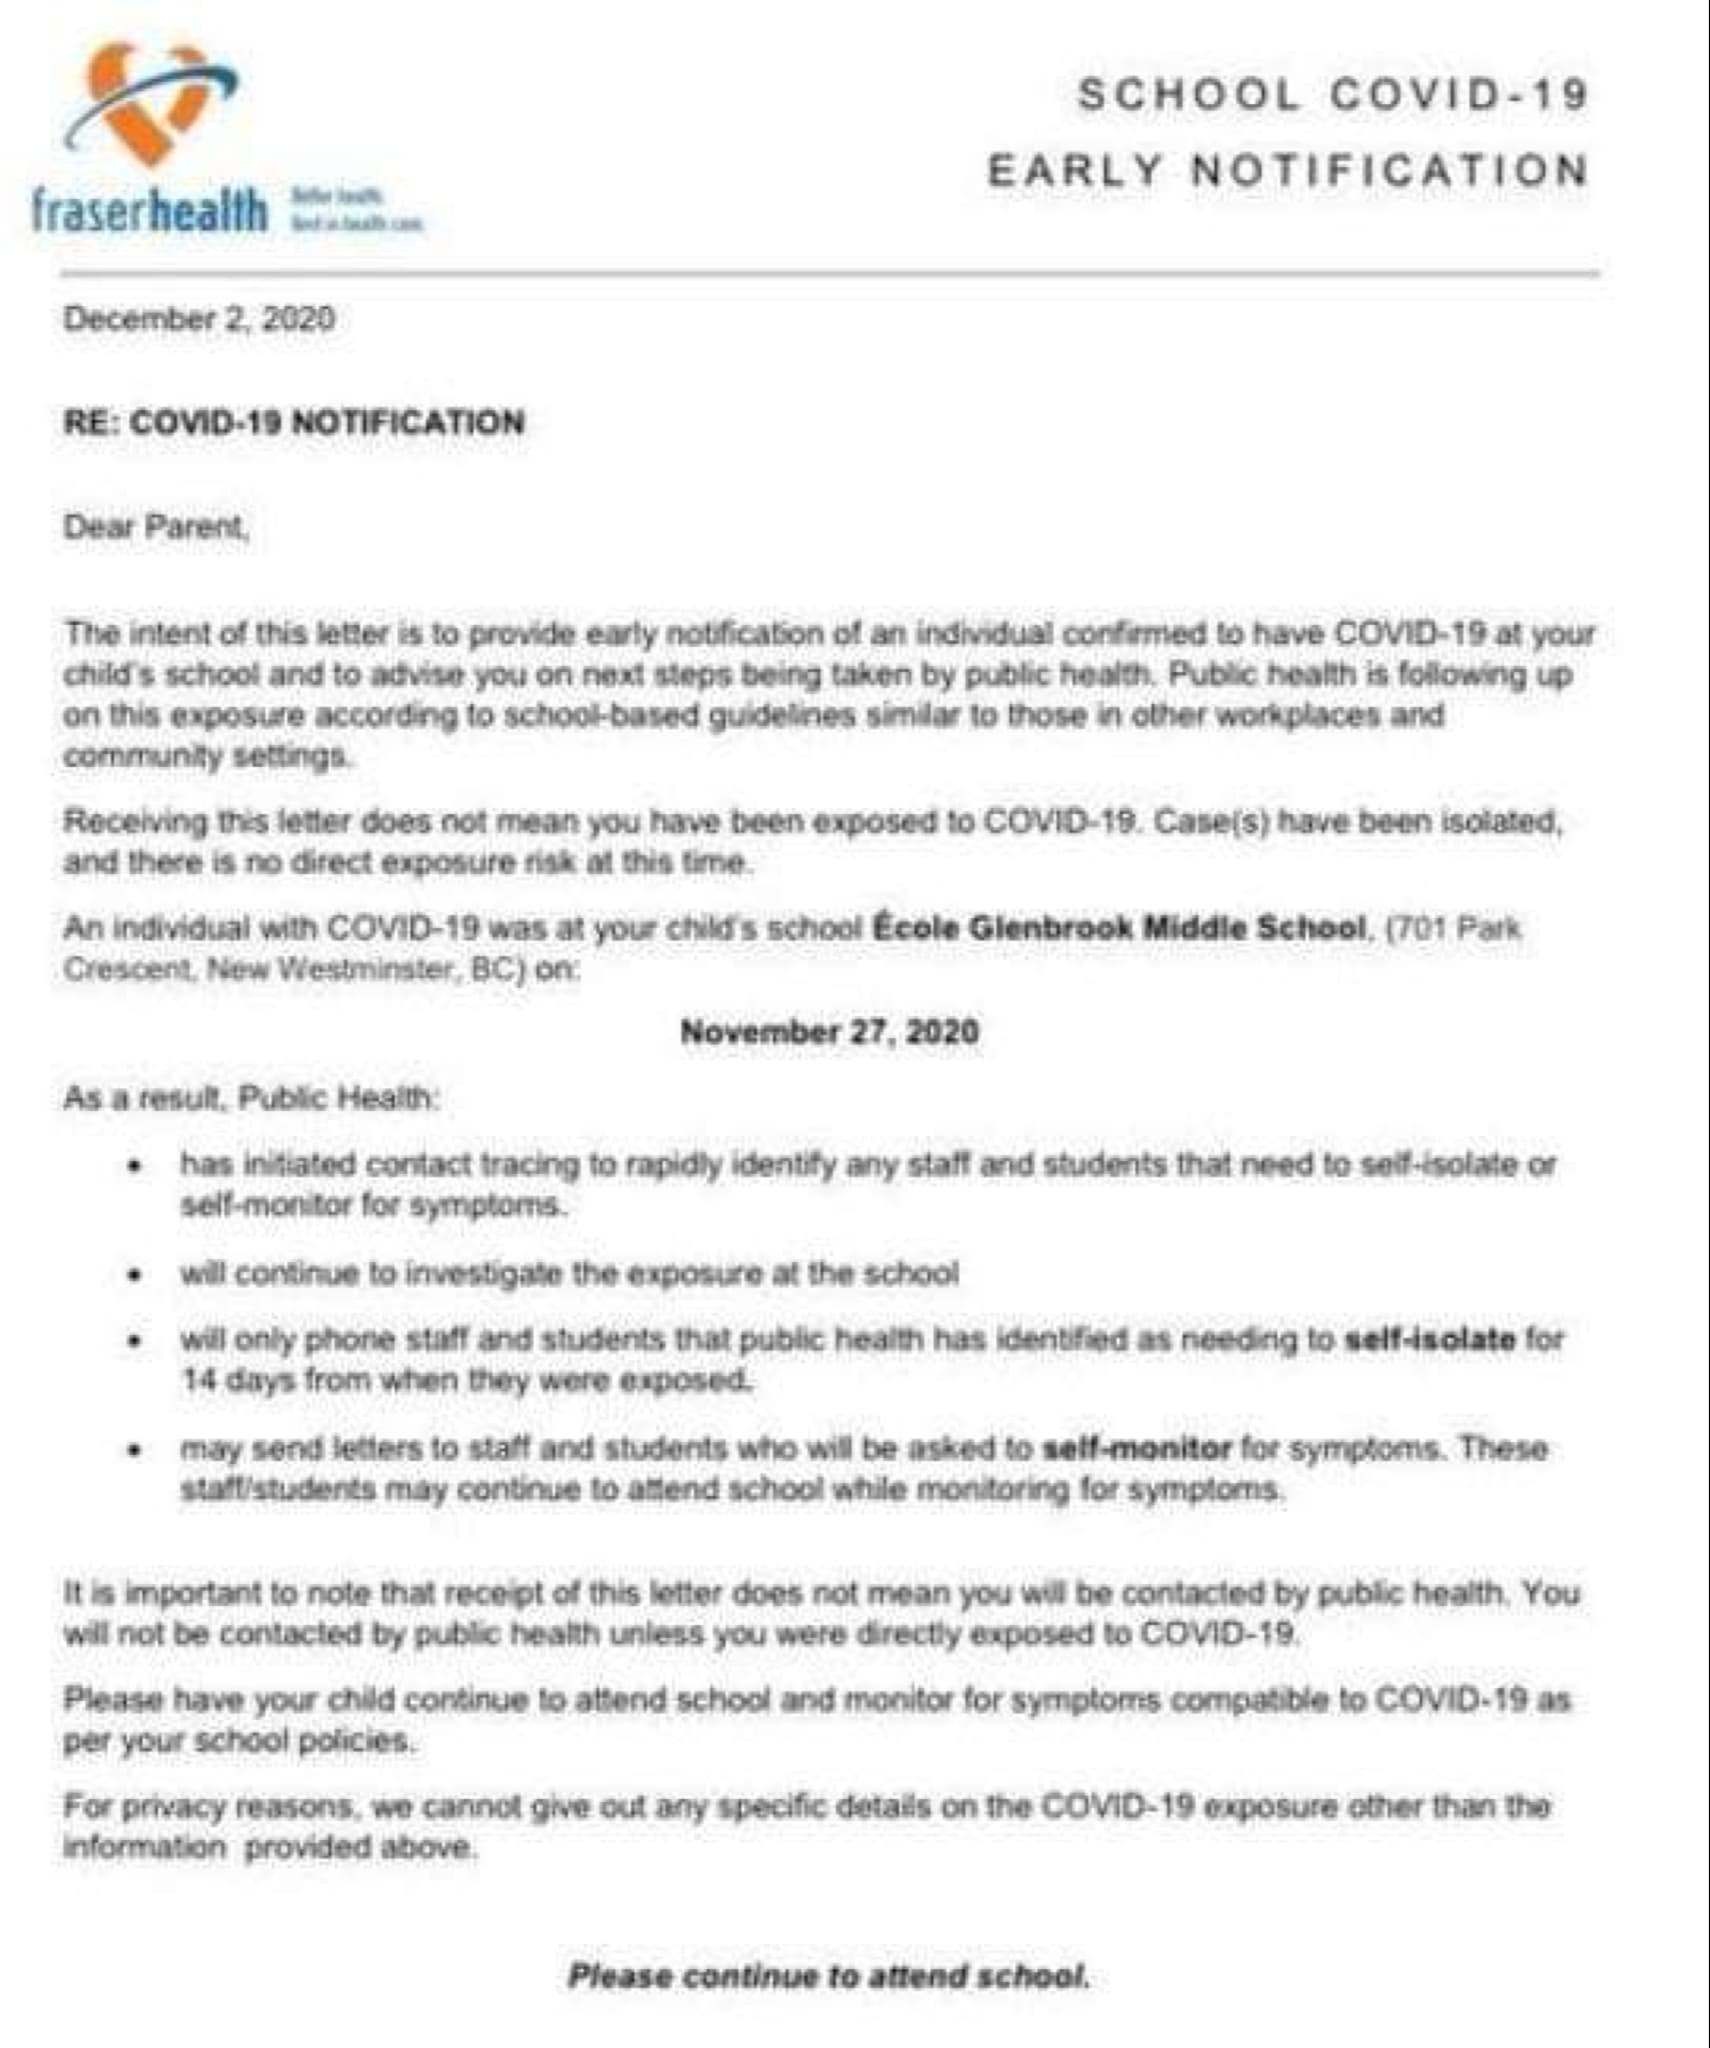 SCHOOL COVID-19
EARLY NOTIFICATION
fraserhealth
Better health.
Best in health care.
December 2, 2020
RE: COVID-19 NOTIFICATION
Dear Parent,
The intent of this letter is to provide early notification of an individual confirmed to have COVID-19 at your
child's school and to advise you on next steps being taken by public health. Public health is following up
on this exposure according to school-based guidelines similar to those in other workplaces and
community settings.
Receiving this letter does not mean you have been exposed to COVID-19. Case(s) have been isolated,
and there is no direct exposure risk at this time.
An individual with COVID-19 was at your child's school École Glenbrook Middle School, (701 Park
Crescent, New Westminster, BC) on:
November 27, 2020
As a result, Public Health:
• has initiated contact tracing to rapidly identify any staff and students that need to self-isolate or
self-monitor for symptoms.
• will continue to investigate the exposure at the school
• will only phone staff and students that public health has identified as needing to self-isolate for
14 days from when they were exposed.
• may send letters to staff and students who will be asked to self-monitor for symptoms. These
staff/students may continue to attend school while monitoring for symptoms.
It is important to note that receipt of this letter does not mean you will be contacted by public health. You
will not be contacted by public health unless you were directly exposed to COVID-19.
Please have your child continue to attend school and monitor for symptoms compatible to COVID-19 as
per your school policies.
For privacy reasons, we cannot give out any specific details on the COVID-19 exposure other than the
information provided above.
Please continue to attend school.